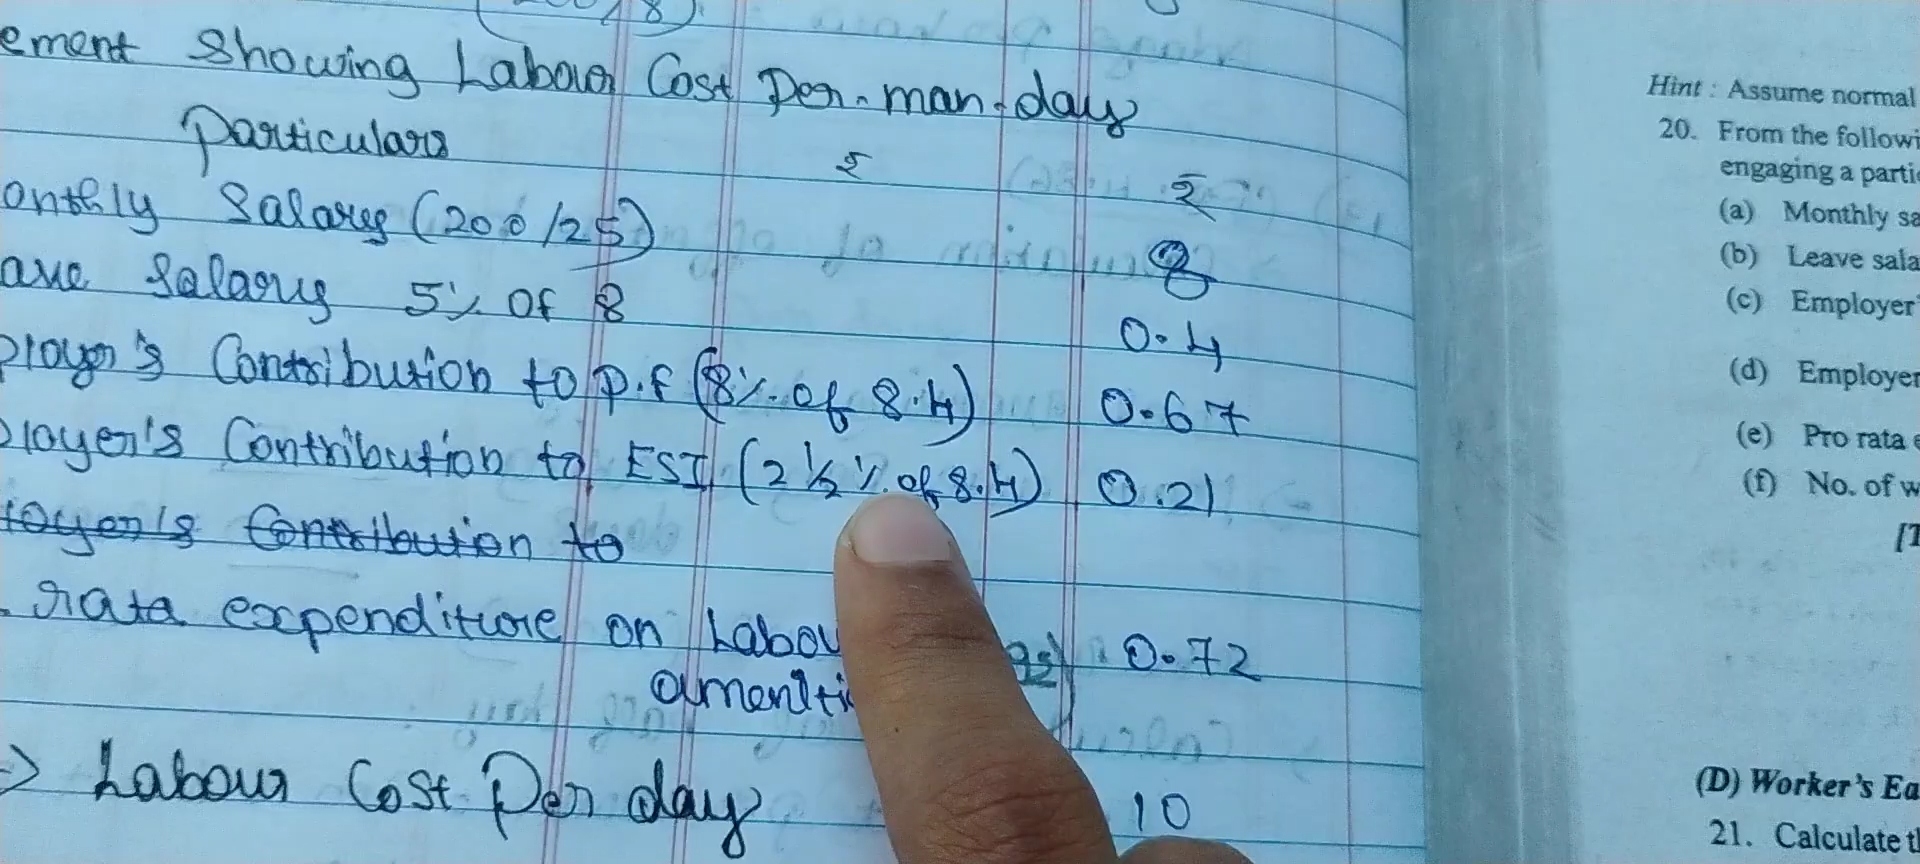 ement Showing Labour Cost Per-man-day
Particulars ₹ ₹
onthly Salary (200/25) 8
ave Salary 5% Of 8 0.4
ployer's Contribution to P.F (8% of 8.4) 0.67
ployer's Contribution to ESI (2 1/2 % of 8.4) 0.21
loyer's Contribution to
rata expenditure on Labou 0.72
ameniti
=> Labour Cost Per day 10
Hint : Assume normal
20. From the followi
engaging a parti
(a) Monthly sa
(b) Leave sala
(c) Employer'
(d) Employer
(e) Pro rata e
(f) No. of w
(D) Worker's Ea
21. Calculate th